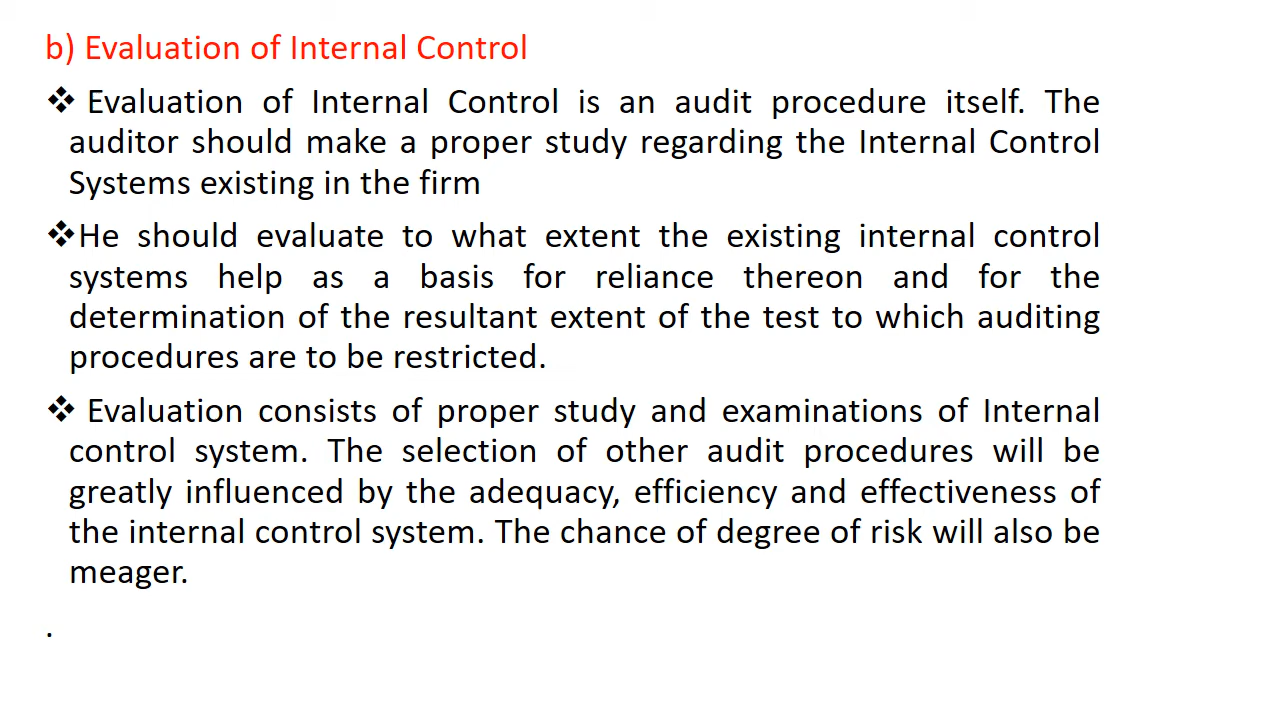 b) Evaluation of Internal Control
❖ Evaluation of Internal Control is an audit procedure itself. The
auditor should make a proper study regarding the Internal Control
Systems existing in the firm
❖He should evaluate to what extent the existing internal control
systems help as a basis for reliance thereon and for the
determination of the resultant extent of the test to which auditing
procedures are to be restricted.
❖ Evaluation consists of proper study and examinations of Internal
control system. The selection of other audit procedures will be
greatly influenced by the adequacy, efficiency and effectiveness of
the internal control system. The chance of degree of risk will also be
meager.
.